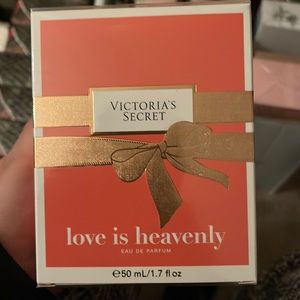 VICTORIA'S
SECRET
love is heavenly
EAU DE PARFUM
℮50 mL/1.7 fl oz